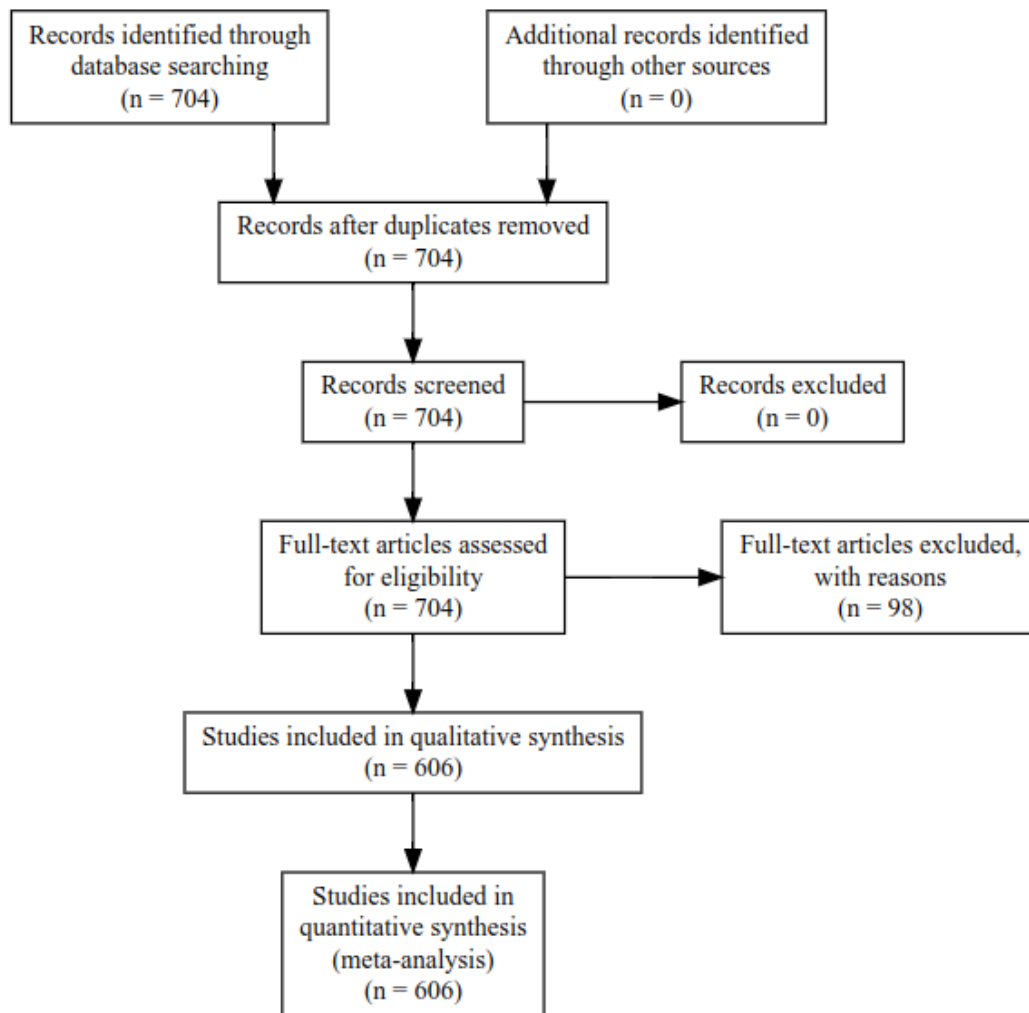 Records identified through
database searching
(n = 704)
Additional records identified
through other sources
(n = 0)
Records after duplicates removed
(n = 704)
Records screened
(n = 704)
Records excluded
(n = 0)
Full-text articles assessed
for eligibility
(n = 704)
Full-text articles excluded,
with reasons
(n = 98)
Studies included in qualitative synthesis
(n = 606)
Studies included in
quantitative synthesis
(meta-analysis)
(n = 606)